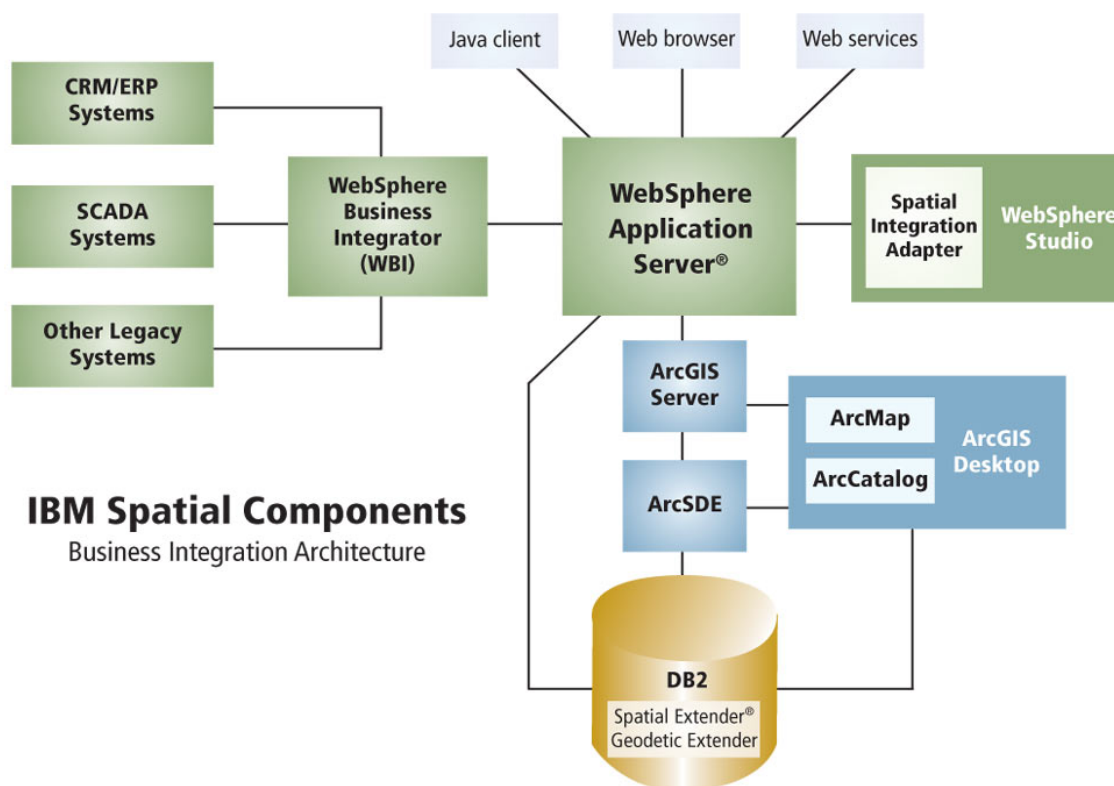 Java client
Web browser
Web services
CRM/ERP
Systems
SCADA
Systems
Other Legacy
Systems
WebSphere
Business
Integrator
(WBI)
WebSphere
Application
Server®
Spatial
Integration
Adapter
WebSphere
Studio
ArcGIS
Server
ArcSDE
ArcMap
ArcCatalog
ArcGIS
Desktop
IBM Spatial Components
Business Integration Architecture
DB2
Spatial Extender®
Geodetic Extender